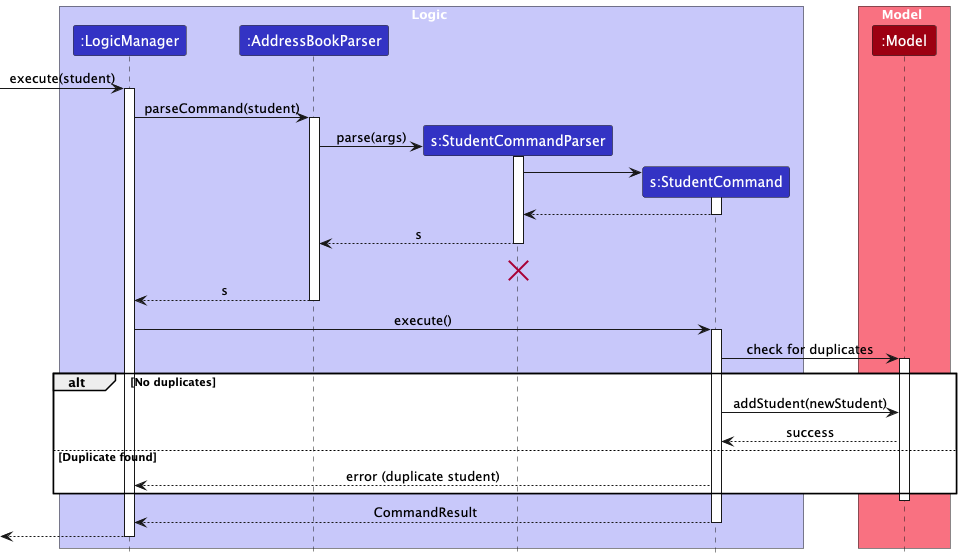 Logic
Model
:LogicManager
:AddressBookParser
:Model
execute(student)
parseCommand(student)
parse(args)
s:StudentCommandParser
s:StudentCommand
s
s
execute()
check for duplicates
alt
[No duplicates]
addStudent(newStudent)
success
[Duplicate found]
error (duplicate student)
CommandResult